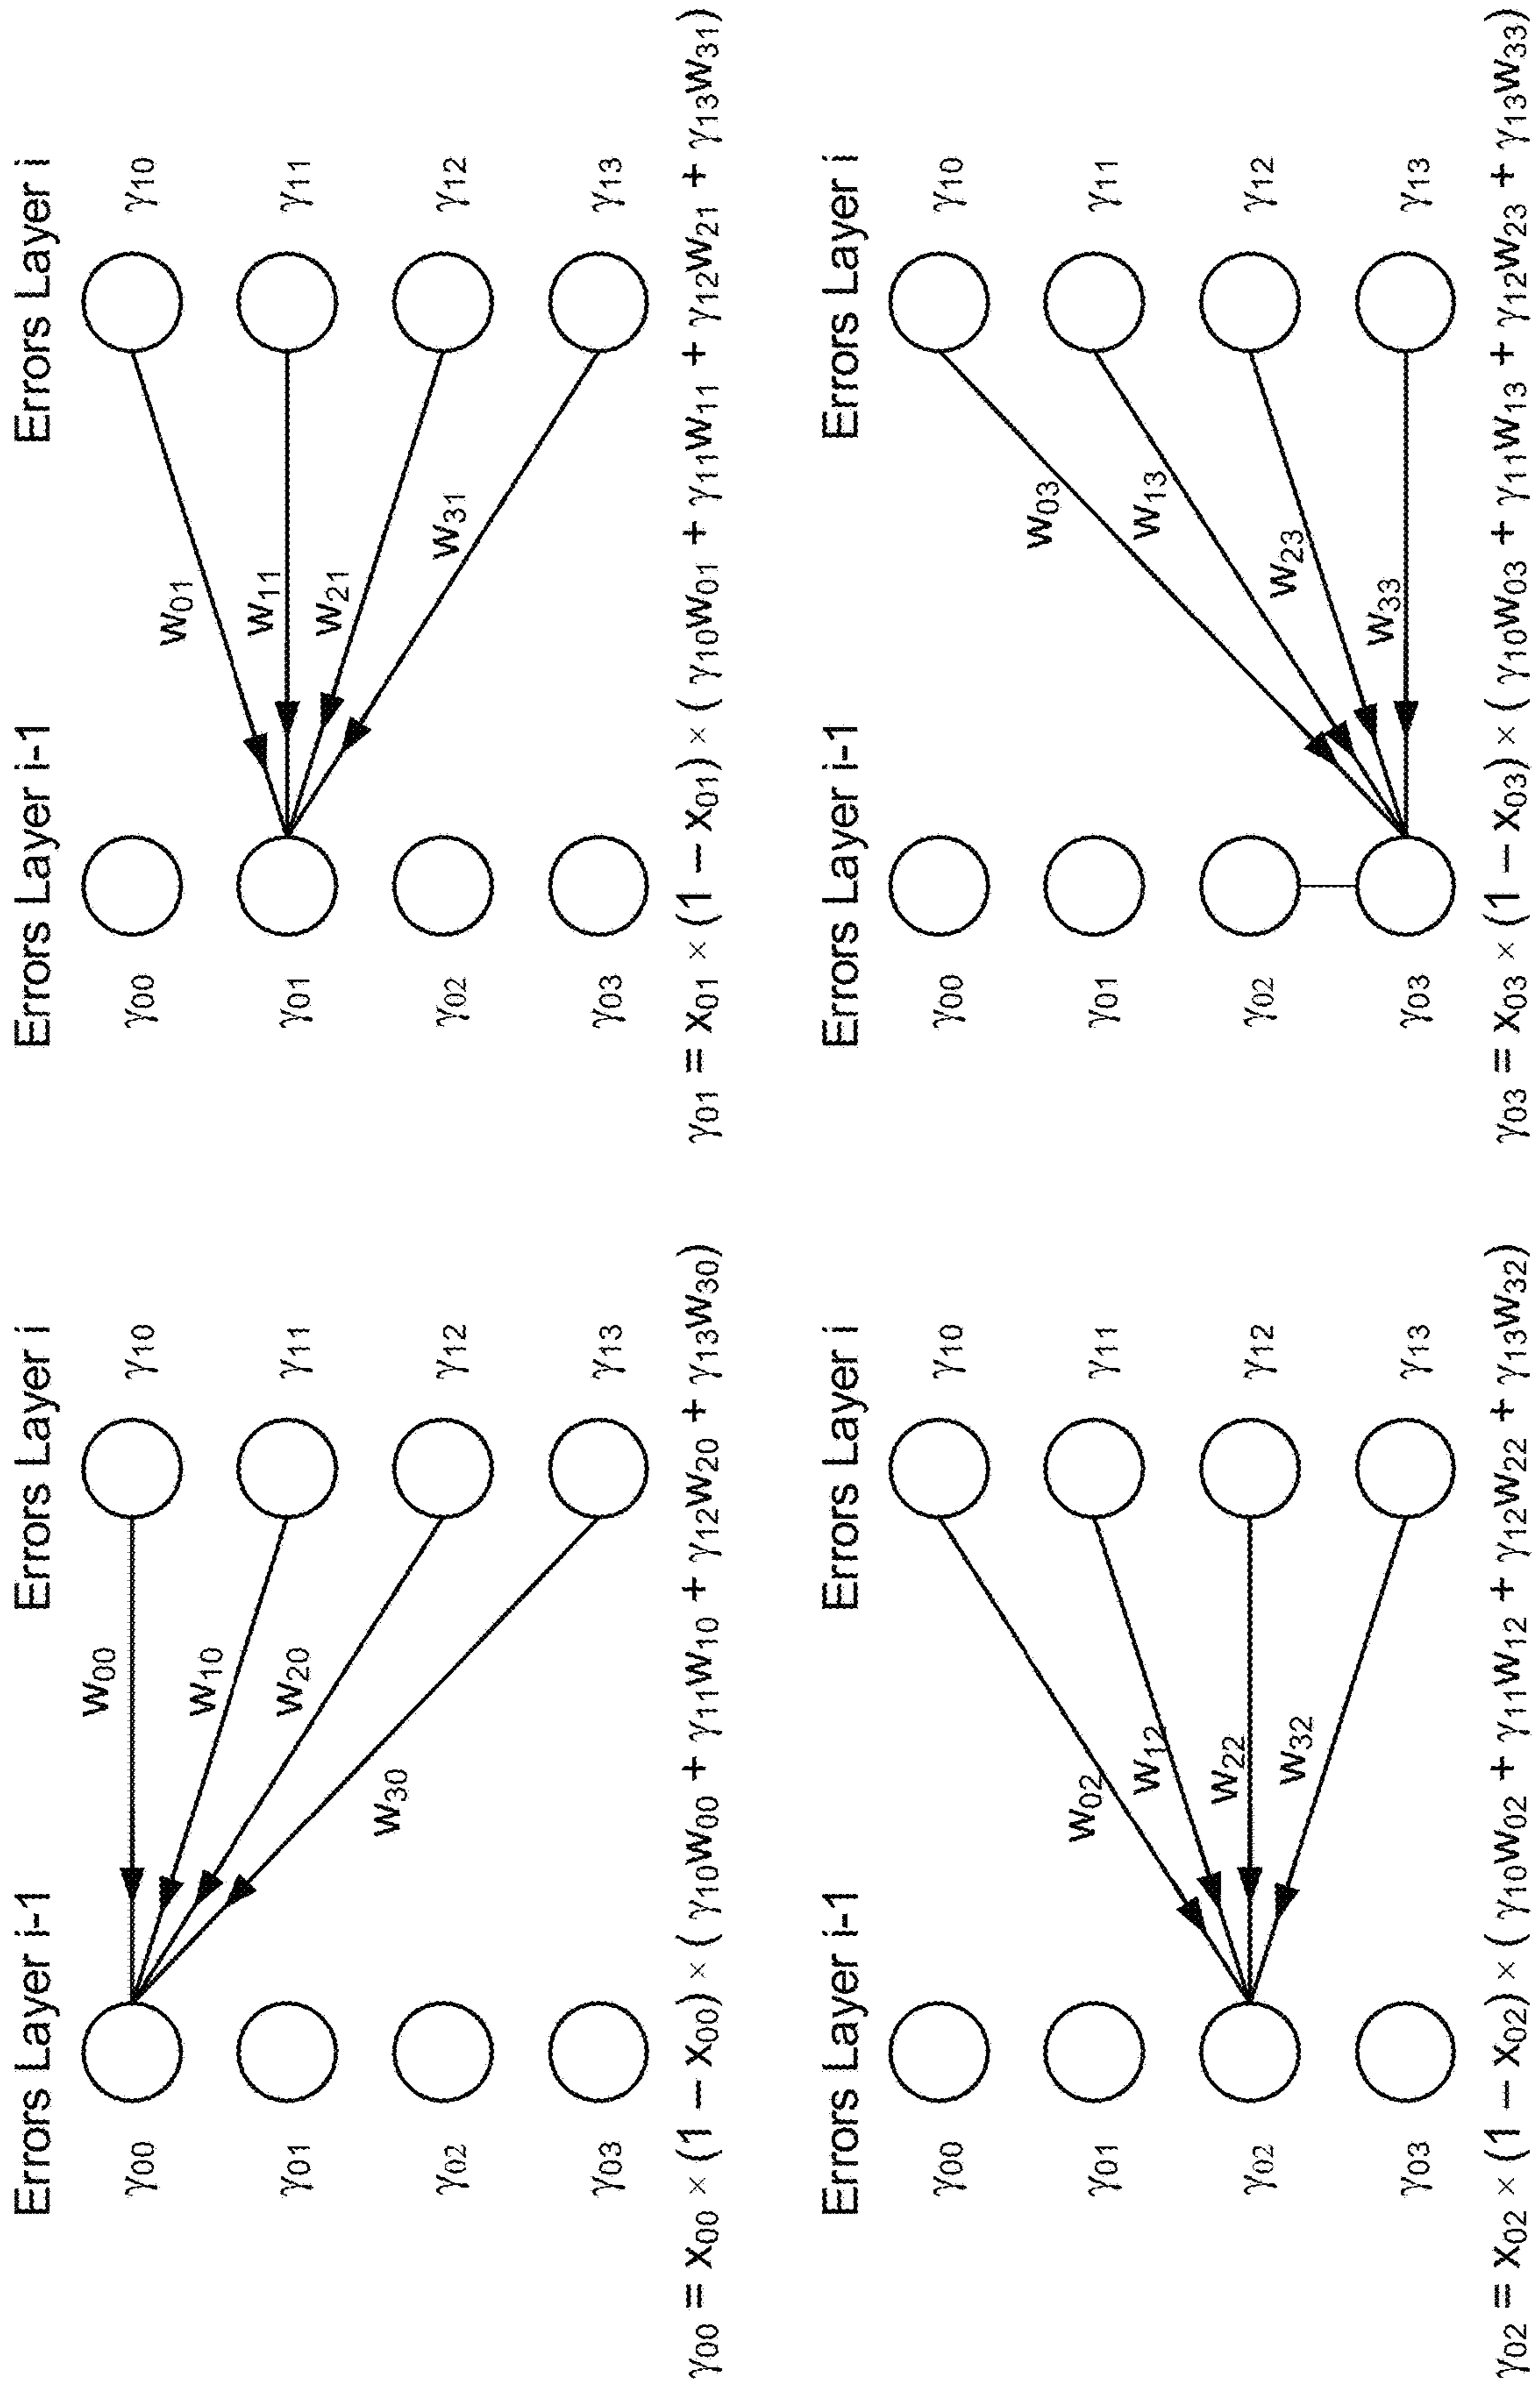 Errors Layer i-1 Errors Layer i
γ00 w00 γ10
γ01 w10 γ11
γ02 w20 γ12
γ03 w30 γ13
γ00 = x00 × (1 – x00) × ( γ10w00 + γ11w10 + γ12w20 + γ13w30)
Errors Layer i-1 Errors Layer i
γ00 w01 γ10
γ01 w11 γ11
γ02 w21 γ12
γ03 w31 γ13
γ01 = x01 × (1 – x01) × ( γ10w01 + γ11w11 + γ12w21 + γ13w31)
Errors Layer i-1 Errors Layer i
γ00 w02 γ10
γ01 w12 γ11
γ02 w22 γ12
γ03 w32 γ13
γ02 = x02 × (1 – x02) × ( γ10w02 + γ11w12 + γ12w22 + γ13w32)
Errors Layer i-1 Errors Layer i
γ00 w03 γ10
γ01 w13 γ11
γ02 w23 γ12
γ03 w33 γ13
γ03 = x03 × (1 – x03) × ( γ10w03 + γ11w13 + γ12w23 + γ13w33)